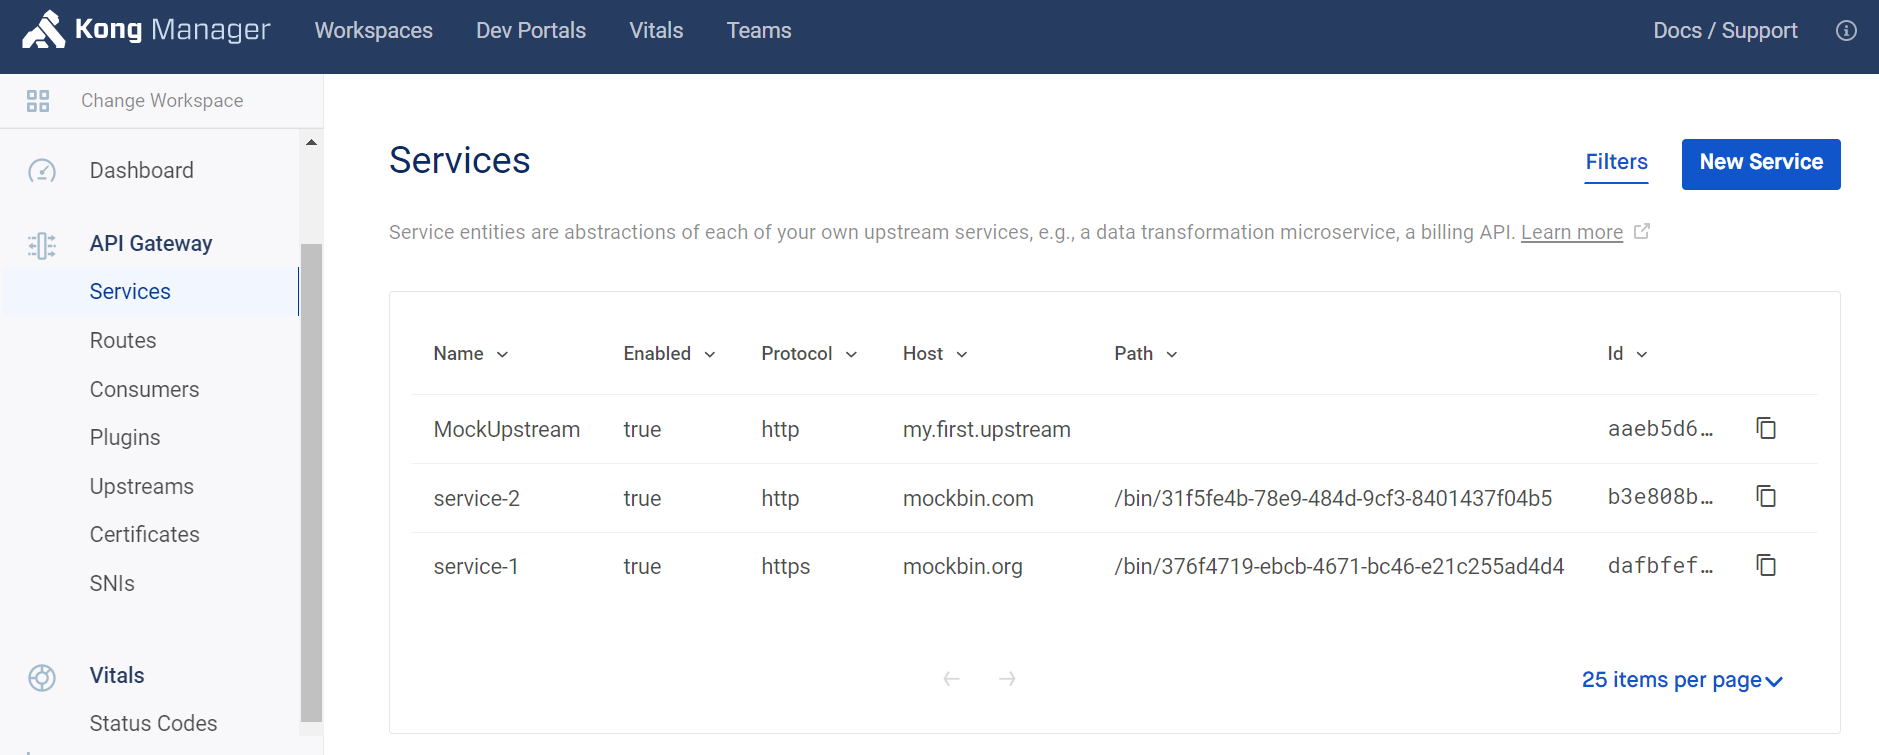 Kong Manager Workspaces Dev Portals Vitals Teams Docs / Support
Change Workspace
Dashboard
API Gateway
Services
Routes
Consumers
Plugins
Upstreams
Certificates
SNIs
Vitals
Status Codes
Services
Filters New Service
Service entities are abstractions of each of your own upstream services, e.g., a data transformation microservice, a billing API. Learn more
Name Enabled Protocol Host Path Id
MockUpstream true http my.first.upstream aaeb5d6…
service-2 true http mockbin.com /bin/31f5fe4b-78e9-484d-9cf3-8401437f04b5 b3e808b…
service-1 true https mockbin.org /bin/376f4719-ebcb-4671-bc46-e21c255ad4d4 dafbfef…
25 items per page